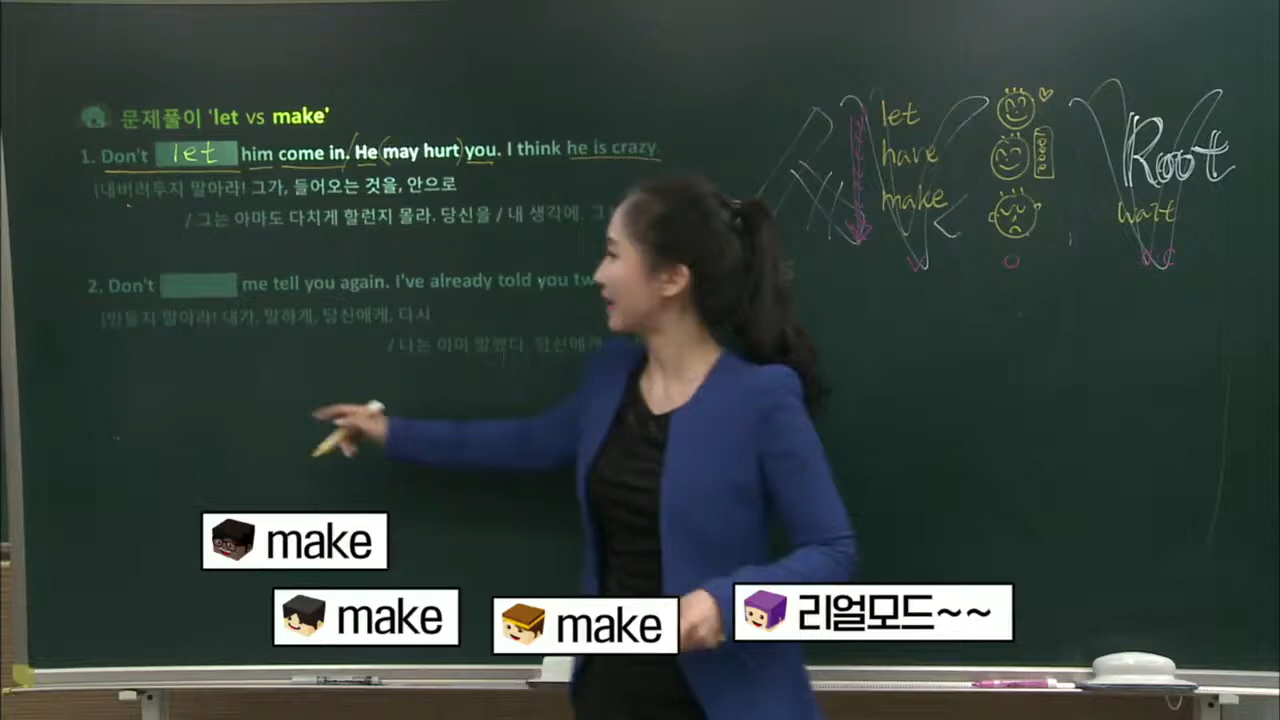 문제풀이 'let vs make'
1. Don't let him come in. He may hurt you. I think he is crazy.
[내버려두지 말아라! 그가, 들어오는 것을, 안으로
/ 그는 아마도 다치게 할런지 몰라. 당신을 / 내 생각에, 그
2. Don't me tell you again. I've already told you tw
[만들지 말아라! 내가, 말하게, 당신에게, 다시
/ 나는 이미 말했다. 당신에게
let
have
make <
V
O
Root
wait
O.C
make
make
make
리얼모드~~